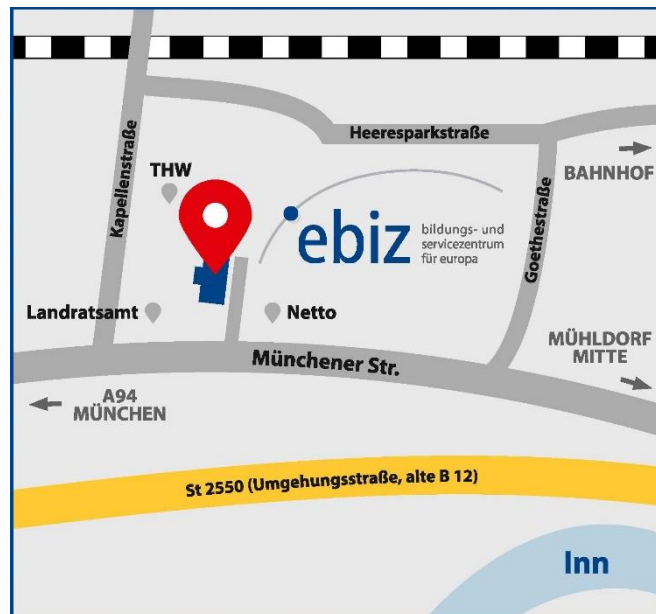 Heeresparkstraße
BAHNHOF
Kapellenstraße
THW
ebiz
bildungs- und
servicezentrum
für europa
Goethestraße
Landratsamt
Netto
MÜHLDORF
MITTE
Münchener Str.
A94
MÜNCHEN
St 2550 (Umgehungsstraße, alte B 12)
Inn